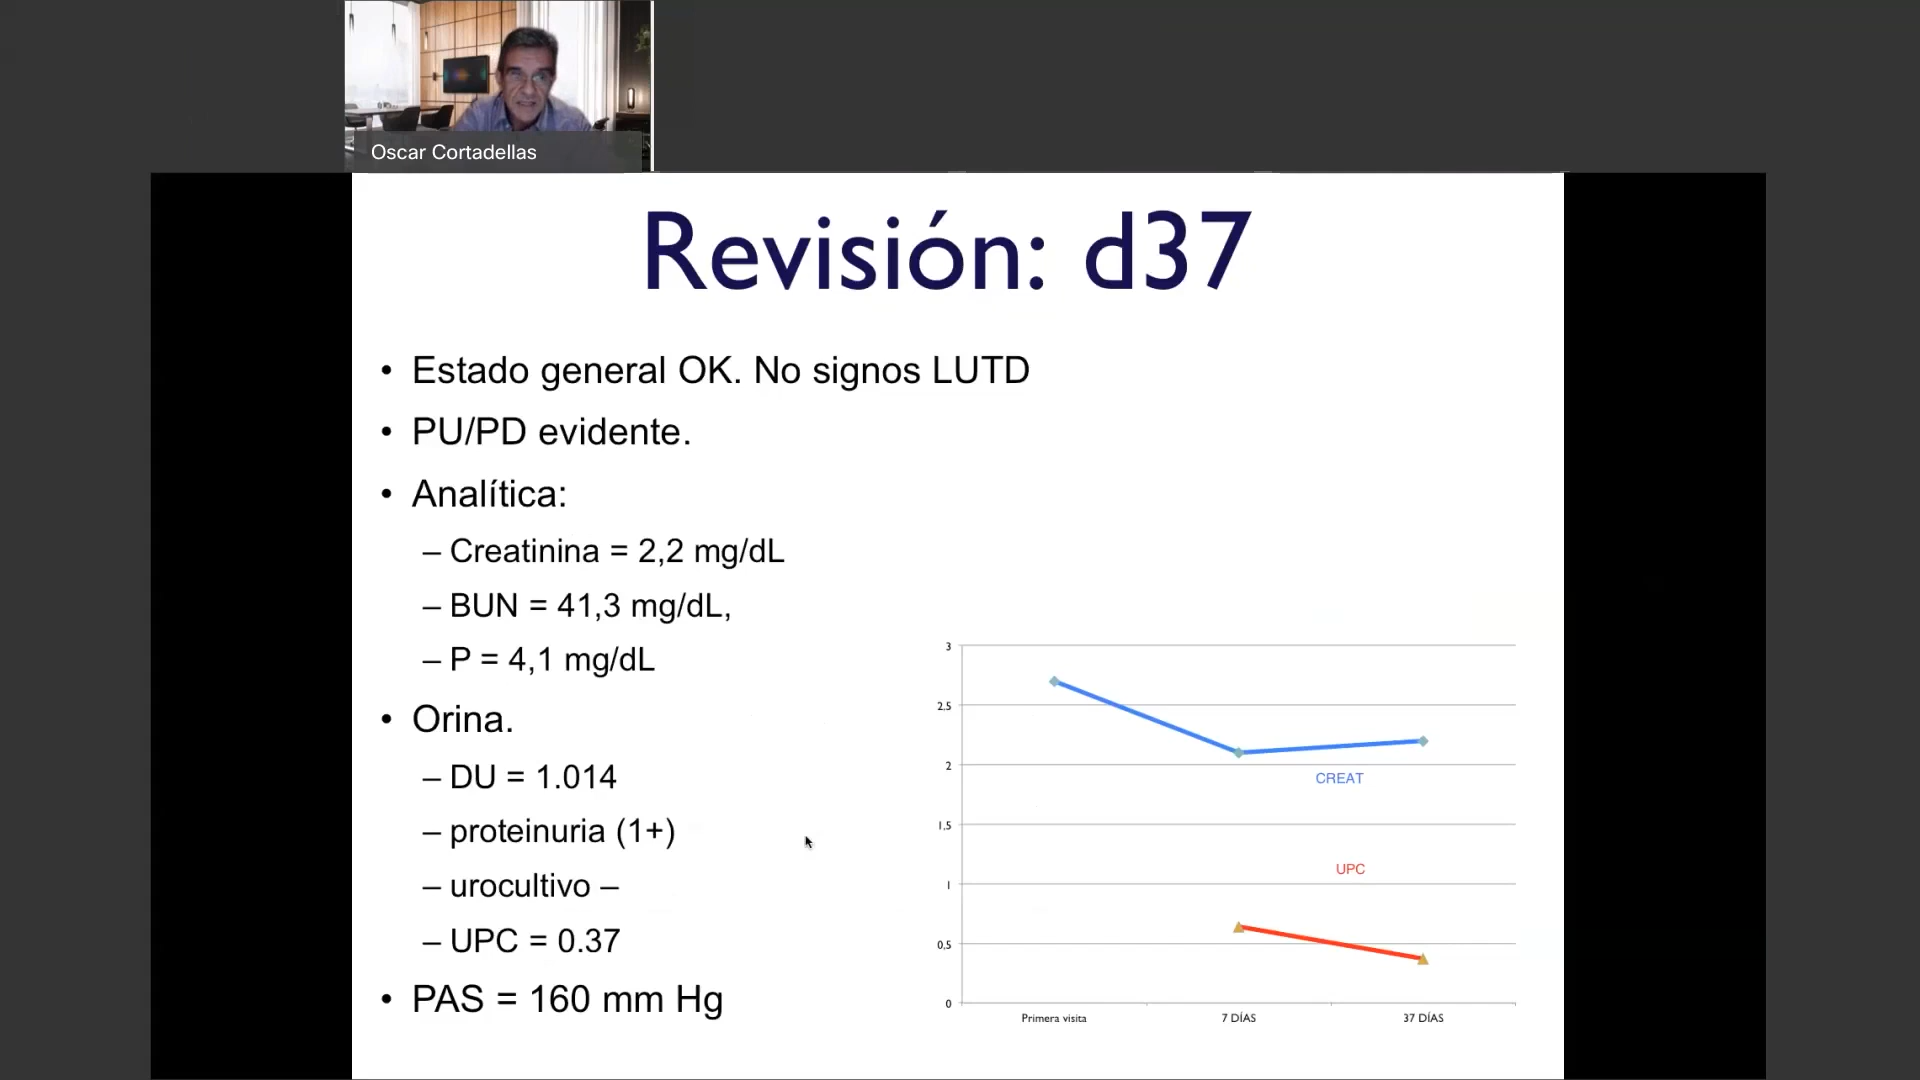 Oscar Cortadellas
Revisión: d37
• Estado general OK. No signos LUTD
• PU/PD evidente.
• Analítica:
– Creatinina = 2,2 mg/dL
– BUN = 41,3 mg/dL,
– P = 4,1 mg/dL
• Orina.
– DU = 1.014
– proteinuria (1+)
– urocultivo –
– UPC = 0.37
• PAS = 160 mm Hg
3
2.5
2
1,5
1
0,5
0
CREAT
UPC
Primera visita
7 DÍAS
37 DÍAS